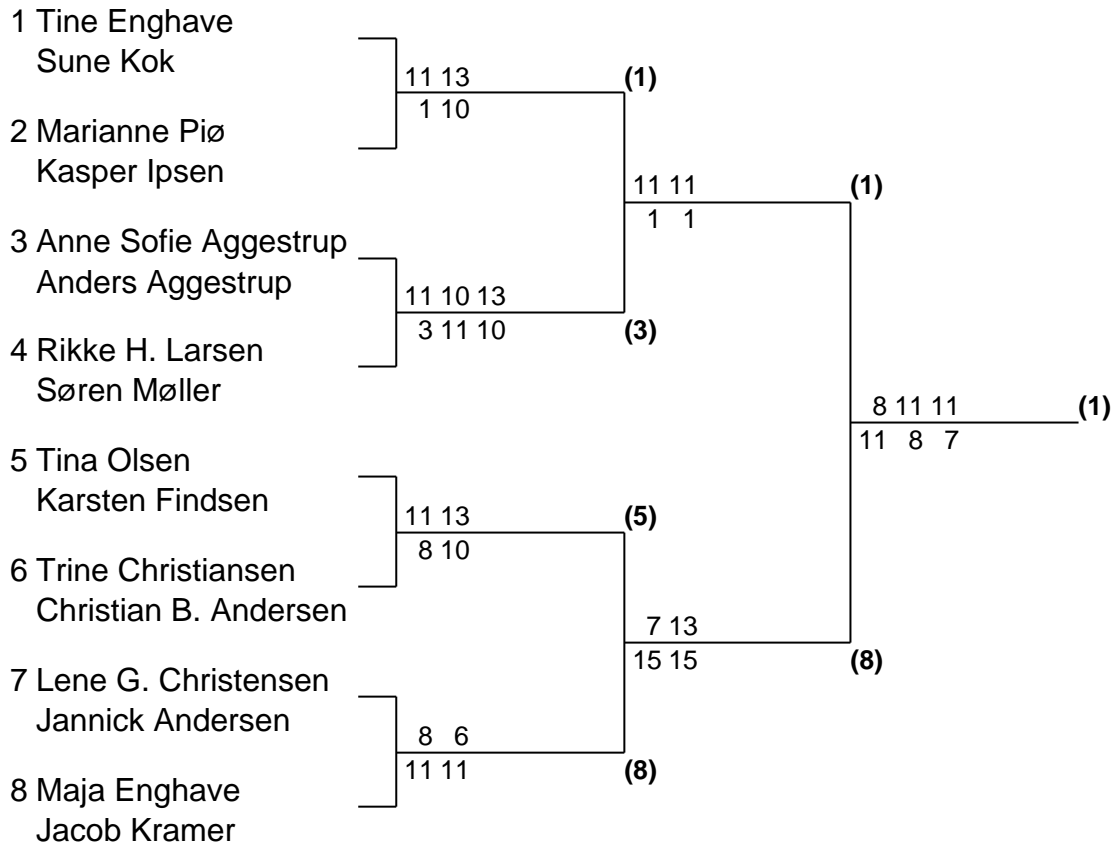 1 Tine Enghave
Sune Kok
11 13 (1)
1 10
2 Marianne Piø
Kasper Ipsen
11 11 (1)
1 1
3 Anne Sofie Aggestrup
Anders Aggestrup
11 10 13
3 11 10 (3)
4 Rikke H. Larsen
Søren Møller
8 11 11 (1)
11 8 7
5 Tina Olsen
Karsten Findsen
11 13 (5)
8 10
6 Trine Christiansen
Christian B. Andersen
7 13
15 15 (8)
7 Lene G. Christensen
Jannick Andersen
8 6
11 11 (8)
8 Maja Enghave
Jacob Kramer